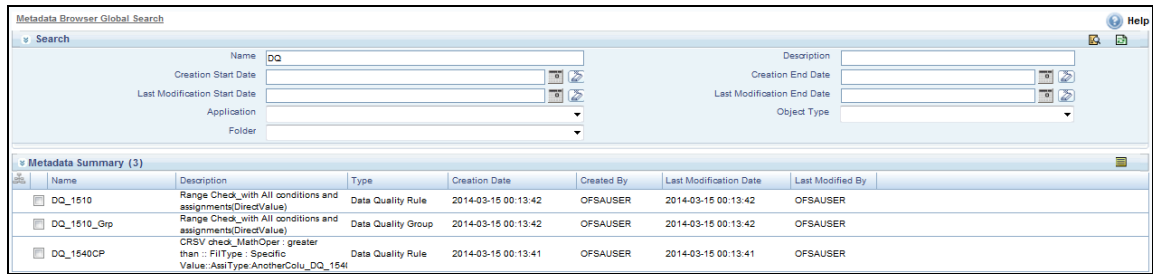 Metadata Browser Global Search
Help
Search
Name DQ Description
Creation Start Date Creation End Date
Last Modification Start Date Last Modification End Date
Application Object Type
Folder
Metadata Summary (3)
Name Description Type Creation Date Created By Last Modification Date Last Modified By
DQ_1510 Range Check_with All conditions and assignments(DirectValue) Data Quality Rule 2014-03-15 00:13:42 OFSAUSER 2014-03-15 00:13:42 OFSAUSER
DQ_1510_Grp Range Check_with All conditions and assignments(DirectValue) Data Quality Group 2014-03-15 00:13:42 OFSAUSER 2014-03-15 00:13:42 OFSAUSER
DQ_1540CP CRSV check_MathOper : greater than :: FilType : Specific Value::AssiType:AnotherColu_DQ_154 Data Quality Rule 2014-03-15 00:13:41 OFSAUSER 2014-03-15 00:13:41 OFSAUSER